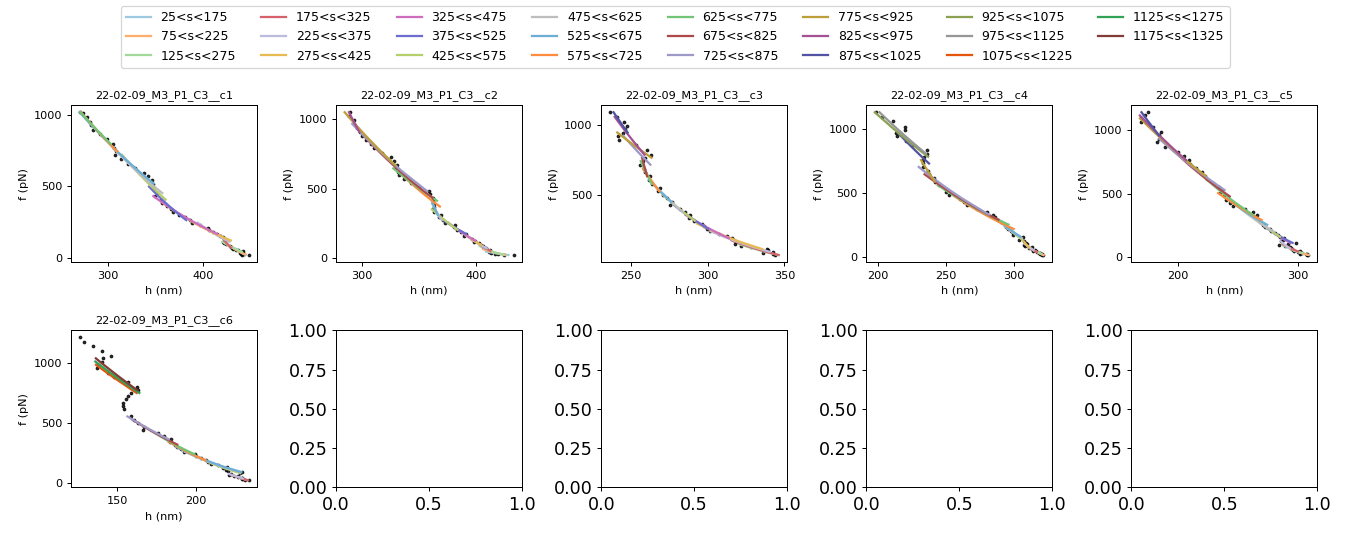 25<s<175 175<s<325 325<s<475 475<s<625 625<s<775 775<s<925 925<s<1075 1125<s<1275
75<s<225 225<s<375 375<s<525 525<s<675 675<s<825 825<s<975 975<s<1125 1175<s<1325
125<s<275 275<s<425 425<s<575 575<s<725 725<s<875 875<s<1025 1075<s<1225
22-02-09_M3_P1_C3__c1 22-02-09_M3_P1_C3__c2 22-02-09_M3_P1_C3__c3 22-02-09_M3_P1_C3__c4 22-02-09_M3_P1_C3__c5
f (pN) 1000 500 0
300 400
h (nm)
f (pN) 1000 500 0
300 400
h (nm)
f (pN) 1000 500
250 300 350
h (nm)
f (pN) 1000 500 0
200 250 300
h (nm)
f (pN) 1000 500 0
200 300
h (nm)
22-02-09_M3_P1_C3__c6
f (pN) 1000 500 0
150 200
h (nm)
1.00 0.75 0.50 0.25 0.00
0.0 0.5 1.0
1.00 0.75 0.50 0.25 0.00
0.0 0.5 1.0
1.00 0.75 0.50 0.25 0.00
0.0 0.5 1.0
1.00 0.75 0.50 0.25 0.00
0.0 0.5 1.0